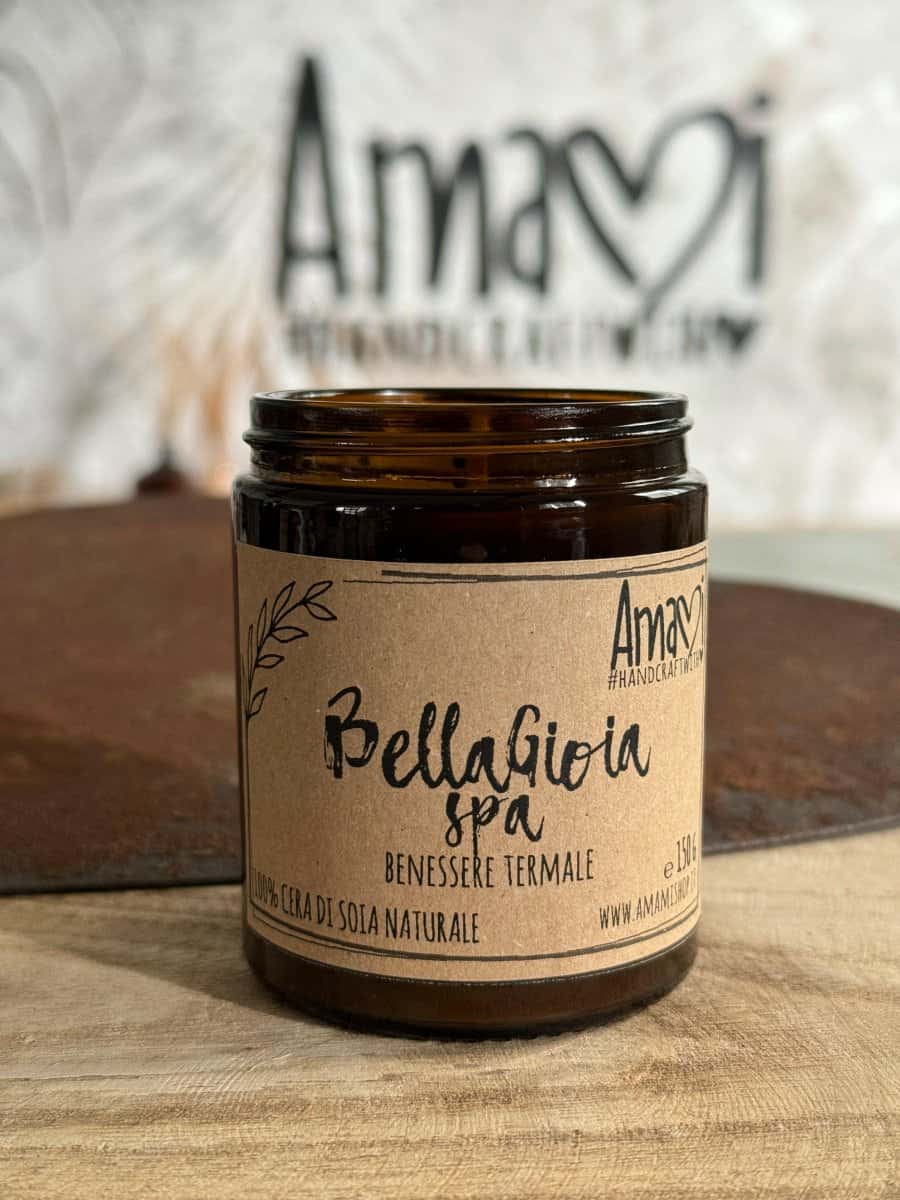 Amami
Amami
#HANDCRAFTWITH♥
BellaGioia
spa
BENESSERE TERMALE
℮ 150 G
100% CERA DI SOIA NATURALE
WWW.AMAMISHOP